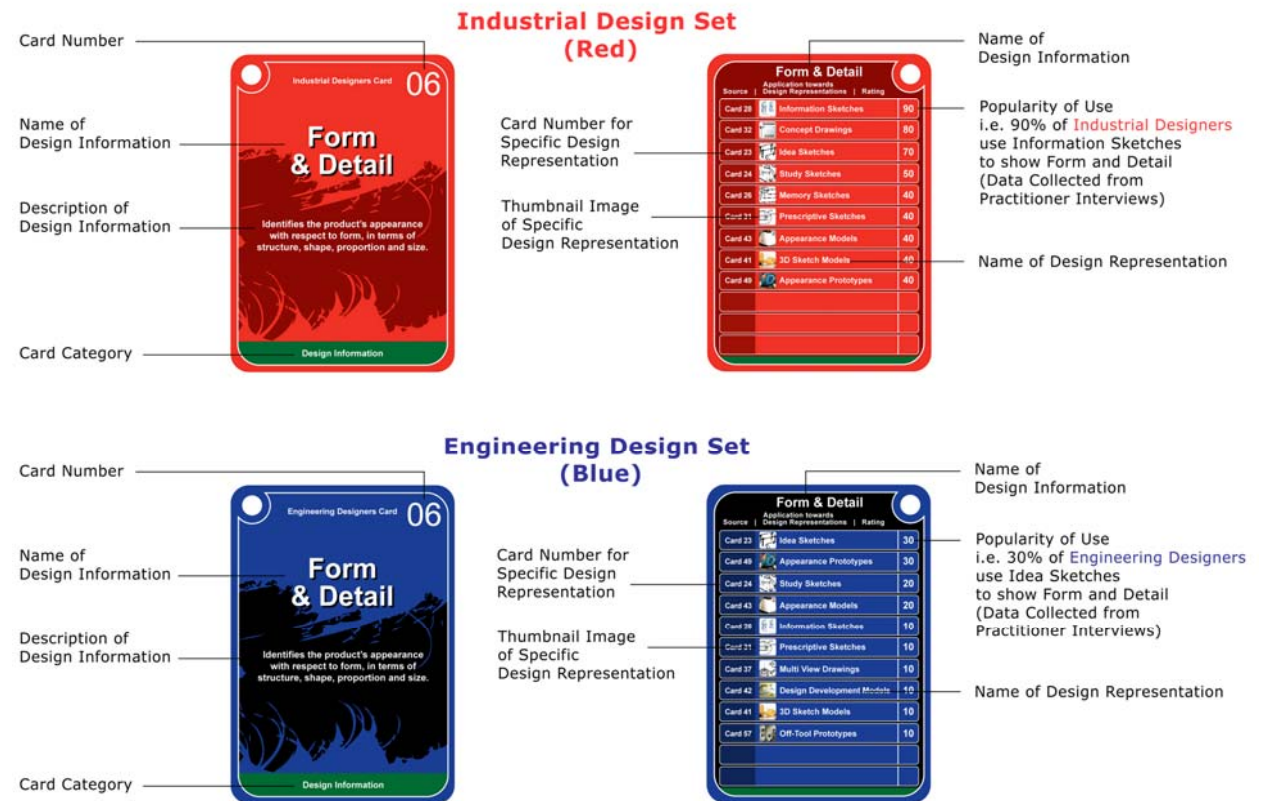 Industrial Design Set
(Red)
Card Number
Name of
Design Information
Description of
Design Information
Card Category
Industrial Designers Card
06
Form
& Detail
Identifies the product's appearance
with respect to form, in terms of
structure, shape, proportion and size.
Design Information
Card Number for
Specific Design
Representation
Thumbnail Image
of Specific
Design Representation
Form & Detail
Application towards
Source | Design Representations | Rating
Card 28 Information Sketches 90
Card 32 Concept Drawings 80
Card 23 Idea Sketches 70
Card 24 Study Sketches 50
Card 26 Memory Sketches 40
Card 31 Prescriptive Sketches 40
Card 43 Appearance Models 40
Card 41 3D Sketch Models 40
Card 49 Appearance Prototypes 40
Name of
Design Information
Popularity of Use
i.e. 90% of Industrial Designers
use Information Sketches
to show Form and Detail
(Data Collected from
Practitioner Interviews)
Name of Design Representation
Engineering Design Set
(Blue)
Card Number
Name of
Design Information
Description of
Design Information
Card Category
Engineering Designers Card
06
Form
& Detail
Identifies the product's appearance
with respect to form, in terms of
structure, shape, proportion and size.
Design Information
Card Number for
Specific Design
Representation
Thumbnail Image
of Specific
Design Representation
Form & Detail
Application towards
Source | Design Representations | Rating
Card 23 Idea Sketches 30
Card 49 Appearance Prototypes 30
Card 24 Study Sketches 20
Card 43 Appearance Models 20
Card 28 Information Sketches 10
Card 31 Prescriptive Sketches 10
Card 37 Multi View Drawings 10
Card 42 Design Development Models 10
Card 41 3D Sketch Models 10
Card 57 Off-Tool Prototypes 10
Name of
Design Information
Popularity of Use
i.e. 30% of Engineering Designers
use Idea Sketches
to show Form and Detail
(Data Collected from
Practitioner Interviews)
Name of Design Representation